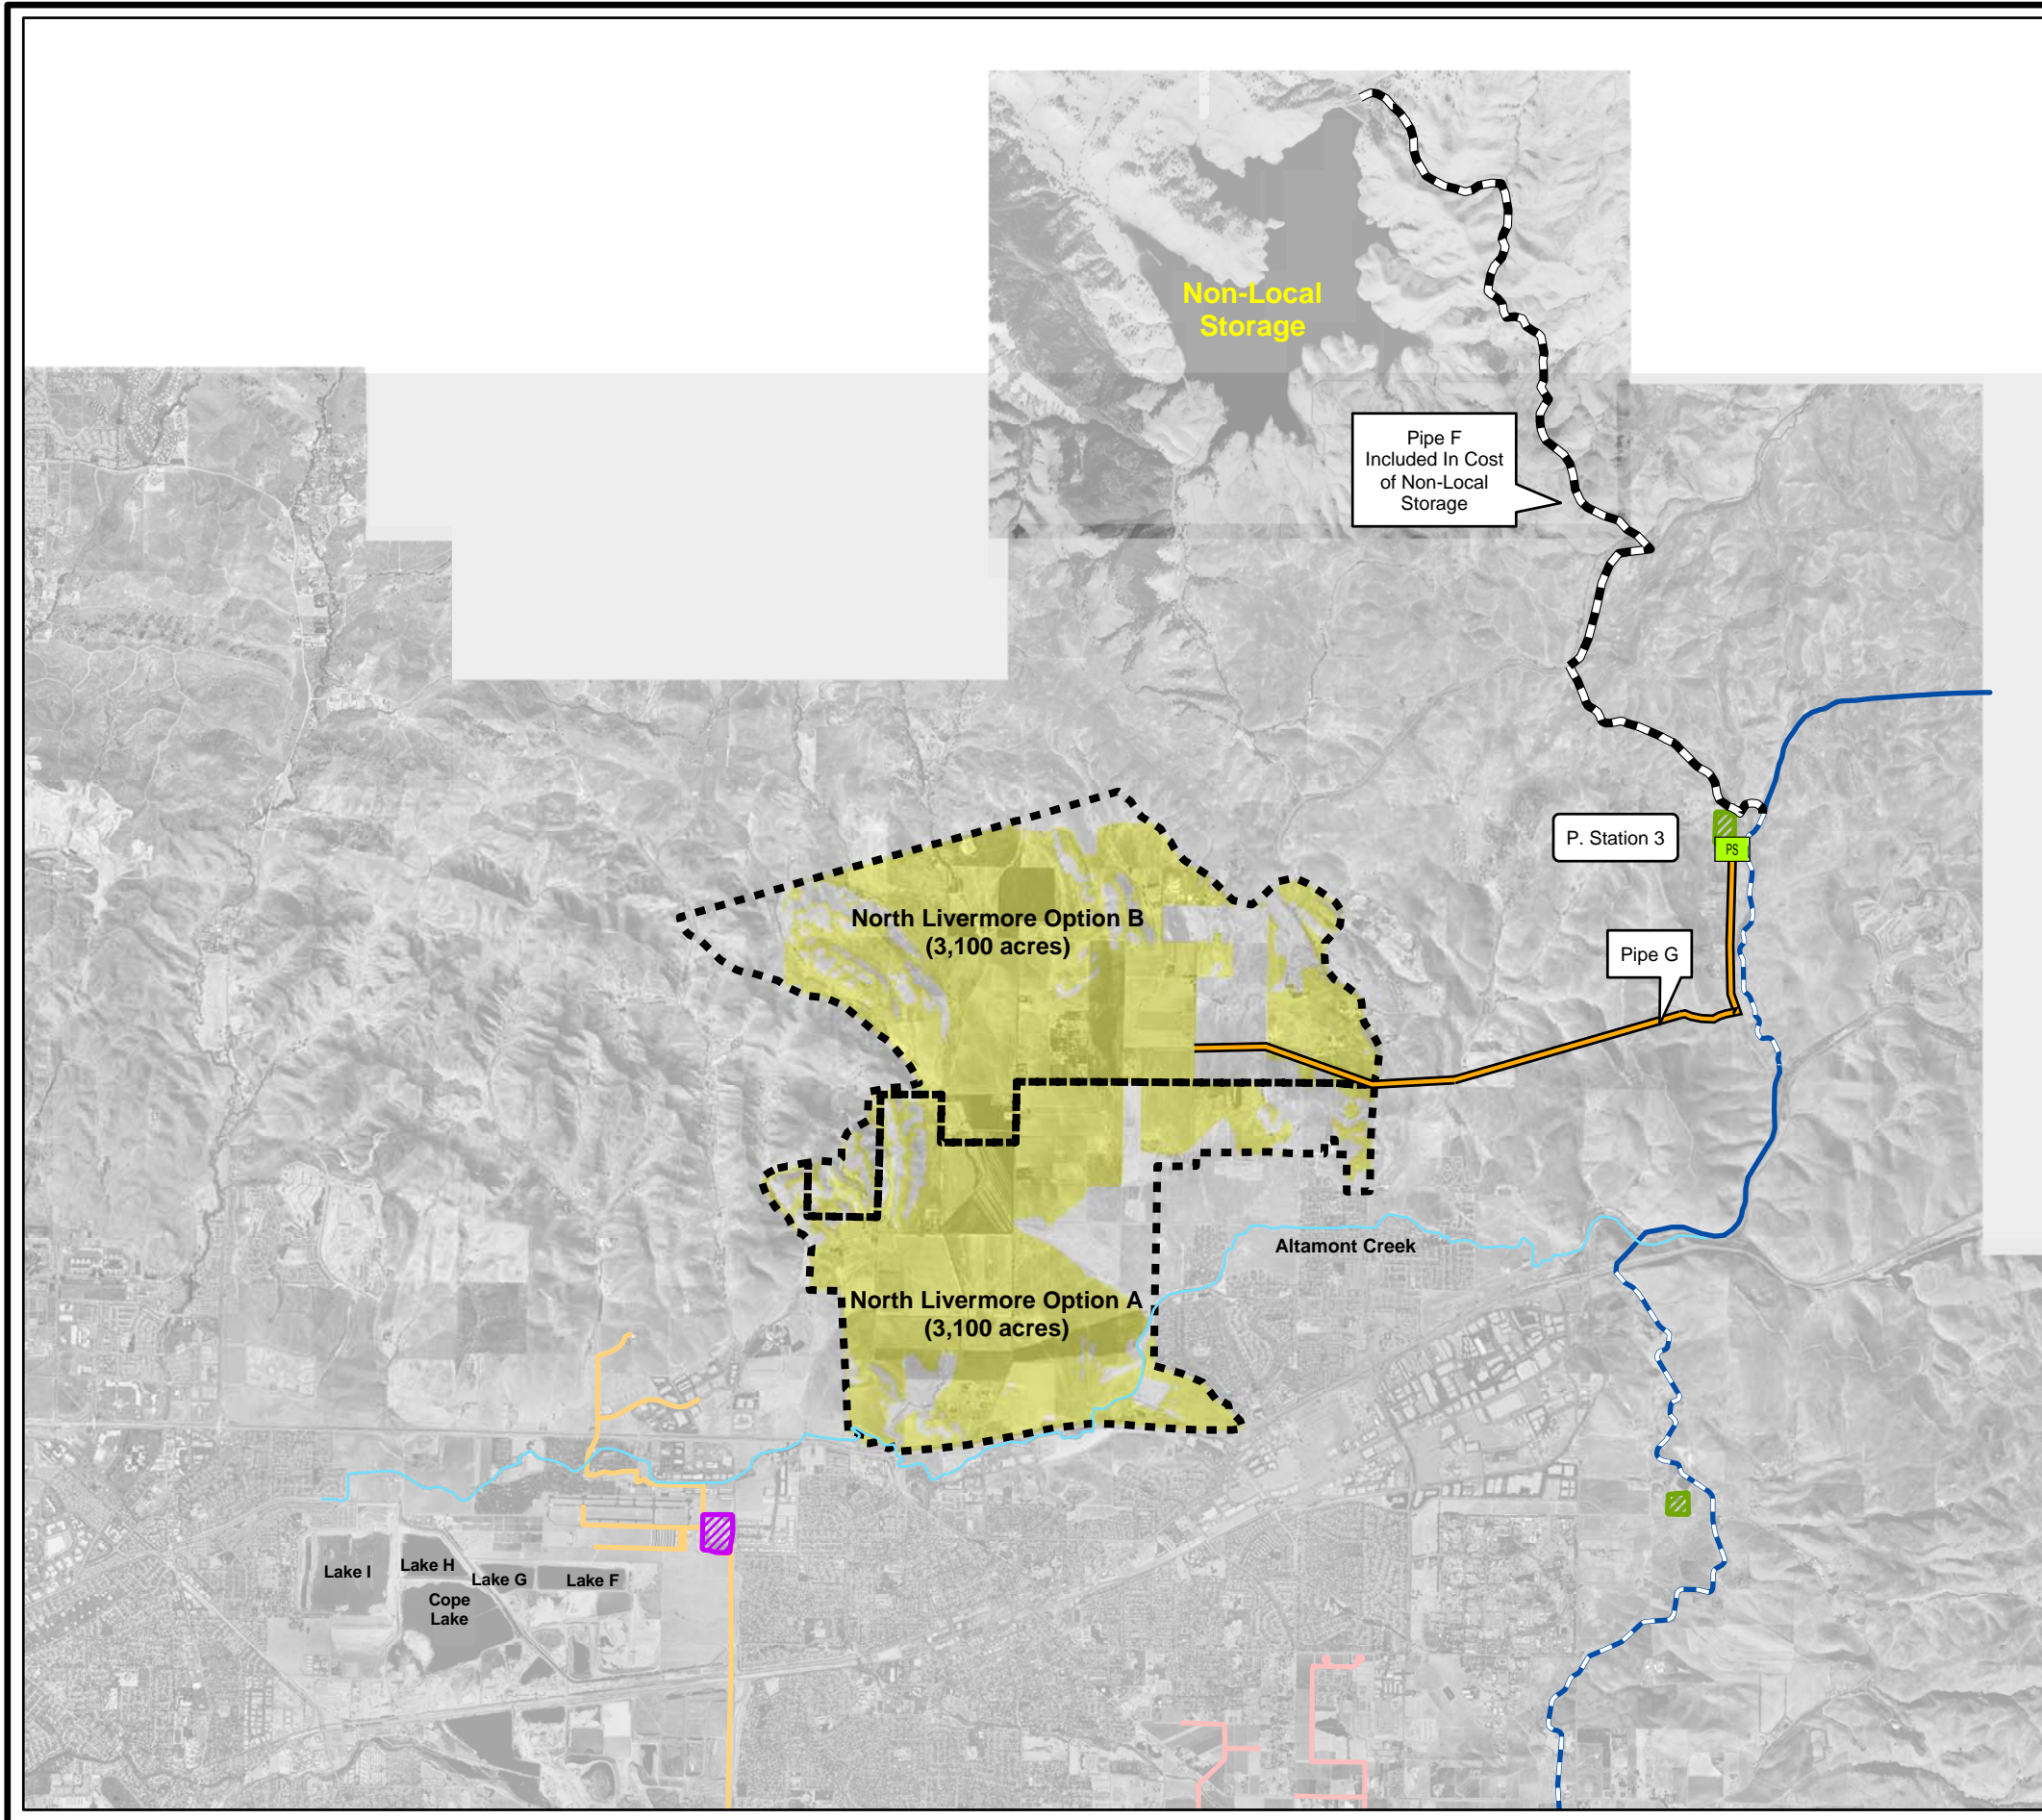 Non-Local
Storage
Pipe F
Included In Cost
of Non-Local
Storage
P. Station 3
PS
North Livermore Option B
(3,100 acres)
Pipe G
Altamont Creek
North Livermore Option A
(3,100 acres)
Lake I
Lake H
Lake G
Lake F
Cope
Lake